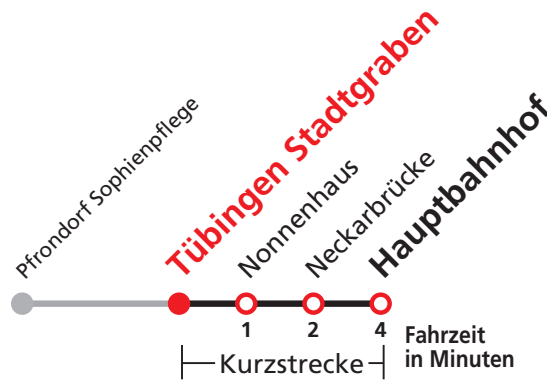 Pfrondorf Sophienpflege
Tübingen Stadtgraben
Nonnenhaus
Neckarbrücke
Hauptbahnhof
1 2 4 Fahrzeit
in Minuten
Kurzstrecke